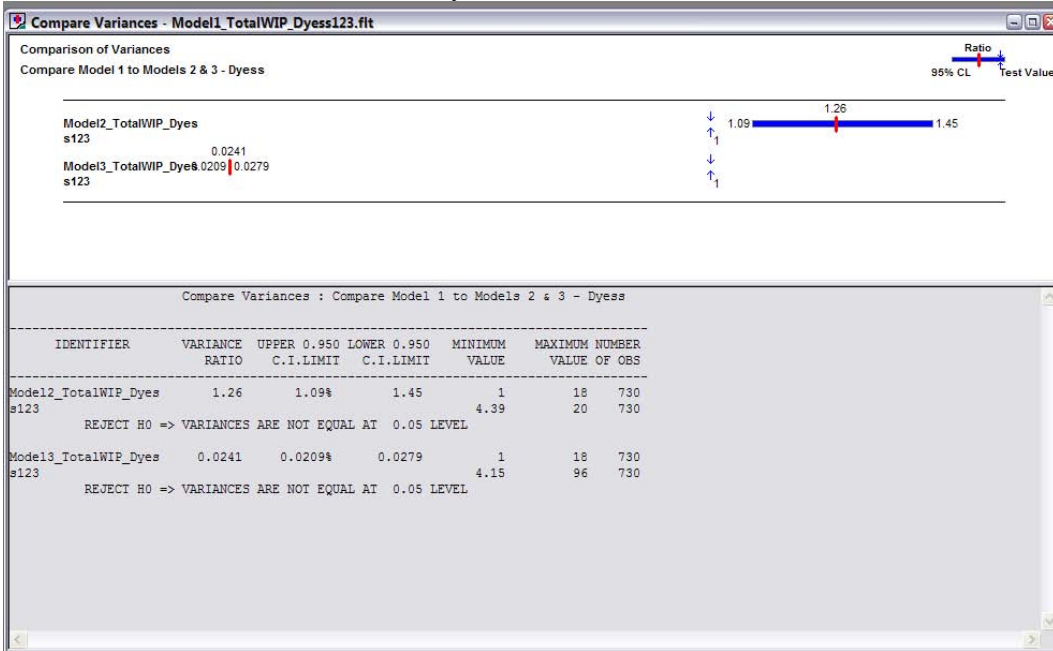 Compare Variances - Model1_TotalWIP_Dyess123.flt
Comparison of Variances
Compare Model 1 to Models 2 & 3 - Dyess
Ratio
95% CL Test Value
Model2_TotalWIP_Dyes
s123
1
1.09 1.26 1.45
0.0241
Model3_TotalWIP_Dyes 0.0209 0.0279
s123
1
Compare Variances : Compare Model 1 to Models 2 & 3 - Dyess
IDENTIFIER VARIANCE UPPER 0.950 LOWER 0.950 MINIMUM MAXIMUM NUMBER
RATIO C.I.LIMIT C.I.LIMIT VALUE VALUE OF OBS
Model2_TotalWIP_Dyes 1.26 1.09% 1.45 1 18 730
s123 4.39 20 730
REJECT H0 => VARIANCES ARE NOT EQUAL AT 0.05 LEVEL
Model3_TotalWIP_Dyes 0.0241 0.0209% 0.0279 1 18 730
s123 4.15 96 730
REJECT H0 => VARIANCES ARE NOT EQUAL AT 0.05 LEVEL